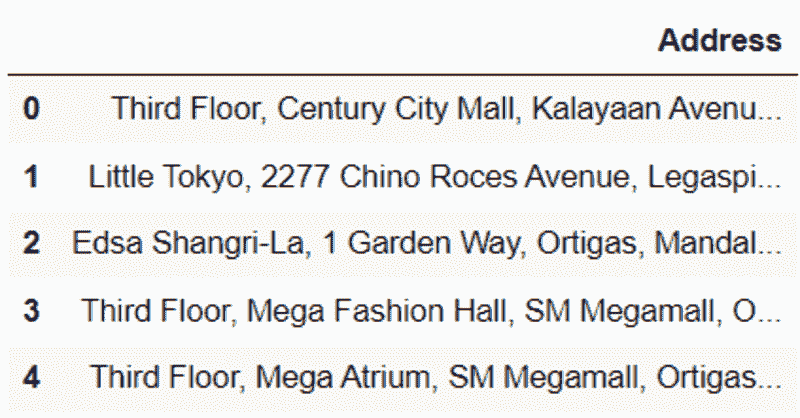 Address
0 Third Floor, Century City Mall, Kalayaan Avenu...
1 Little Tokyo, 2277 Chino Roces Avenue, Legaspi...
2 Edsa Shangri-La, 1 Garden Way, Ortigas, Mandal...
3 Third Floor, Mega Fashion Hall, SM Megamall, O...
4 Third Floor, Mega Atrium, SM Megamall, Ortigas...